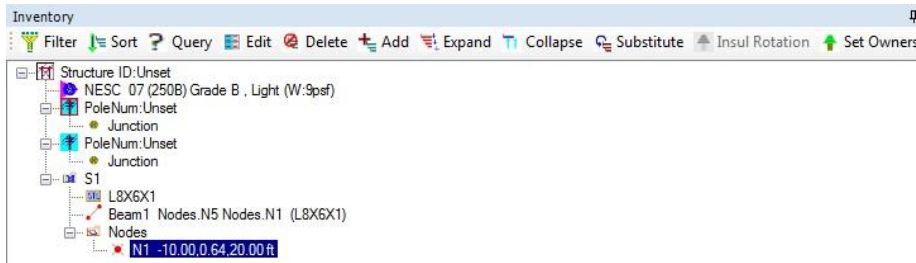 Inventory
Filter Sort Query Edit Delete Add Expand Collapse Substitute Insul Rotation Set Owners
Structure ID:Unset
NESC 07 (250B) Grade B , Light (W:9psf)
PoleNum:Unset
Junction
PoleNum:Unset
Junction
S1
L8X6X1
Beam1 Nodes.N5 Nodes.N1 (L8X6X1)
Nodes
N1 -10.00,0.64,20.00 ft